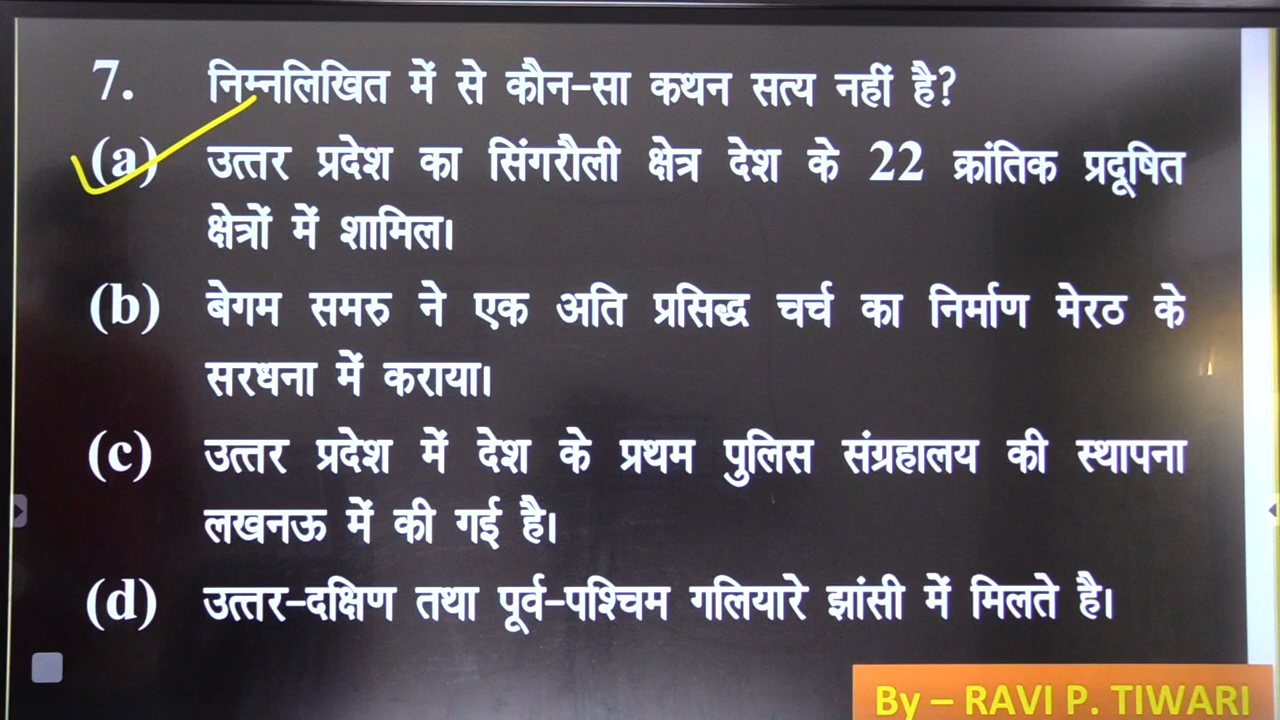 7. निम्नलिखित में से कौन-सा कथन सत्य नहीं है?
(a) उत्तर प्रदेश का सिंगरौली क्षेत्र देश के 22 क्रांतिक प्रदूषित
क्षेत्रों में शामिल।
(b) बेगम समरु ने एक अति प्रसिद्ध चर्च का निर्माण मेरठ के
सरधना में कराया।
(c) उत्तर प्रदेश में देश के प्रथम पुलिस संग्रहालय की स्थापना
लखनऊ में की गई है।
(d) उत्तर-दक्षिण तथा पूर्व-पश्चिम गलियारे झांसी में मिलते है।
By – RAVI P. TIWARI